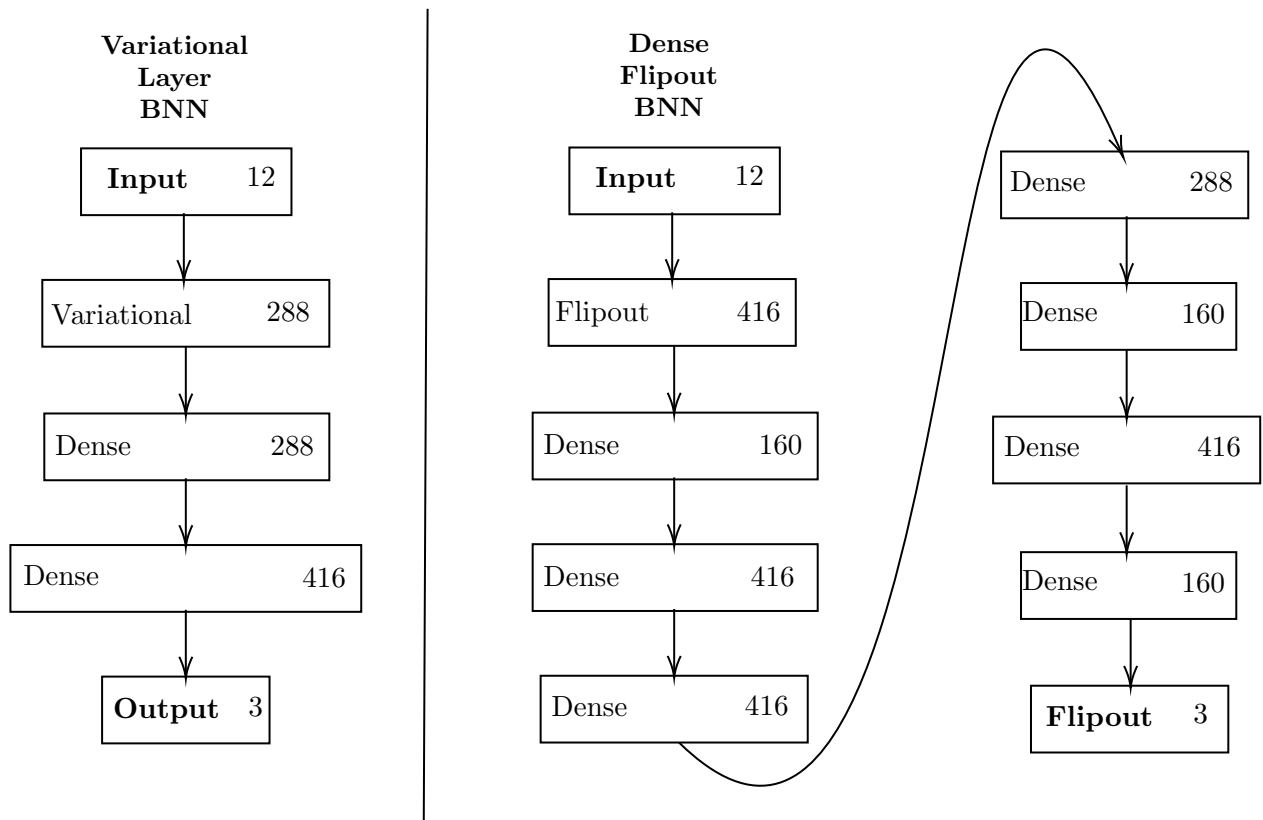 Variational
Layer
BNN
Input 12
Variational 288
Dense 288
Dense 416
Output 3
Dense
Flipout
BNN
Input 12
Flipout 416
Dense 160
Dense 416
Dense 416
Dense 288
Dense 160
Dense 416
Dense 160
Flipout 3